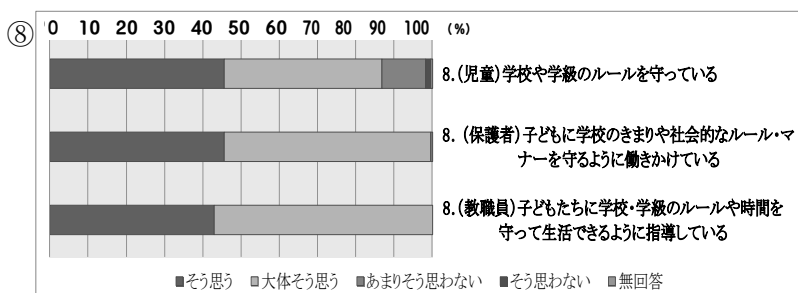 ⑧
0 10 20 30 40 50 60 70 80 90 100 (%)
8.(児童)学校や学級のルールを守っている
8. (保護者)子どもに学校のきまりや社会的なルール・マ
ナーを守るように働きかけている
8.(教職員)子どもたちに学校・学級のルールや時間を
守って生活できるように指導している
■そう思う ■大体そう思う ■あまりそう思わない ■そう思わない ■無回答